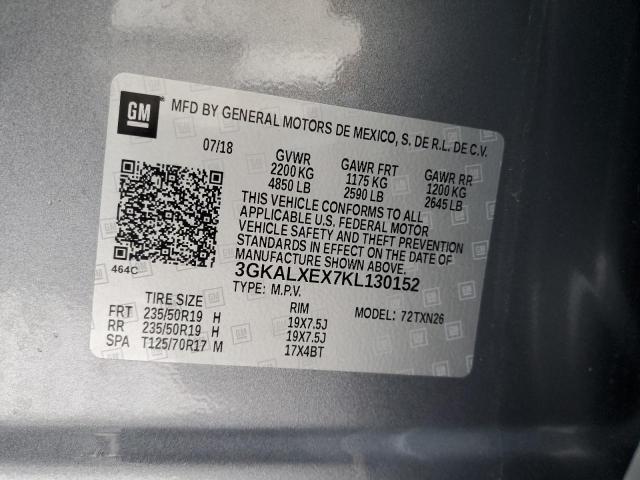 GM MFD BY GENERAL MOTORS DE MEXICO, S. DE R.L. DE C.V.
07/18 GVWR GAWR FRT GAWR RR
2200 KG 1175 KG 1200 KG
4850 LB 2590 LB 2645 LB
THIS VEHICLE CONFORMS TO ALL
APPLICABLE U.S. FEDERAL MOTOR
VEHICLE SAFETY AND THEFT PREVENTION
STANDARDS IN EFFECT ON THE DATE OF
MANUFACTURE SHOWN ABOVE.
464C 3GKALXEX7KL130152
TYPE: M.P.V. MODEL: 72TXN26
TIRE SIZE RIM
FRT 235/50R19 H 19X7.5J
RR 235/50R19 H 19X7.5J
SPA T125/70R17 M 17X4BT